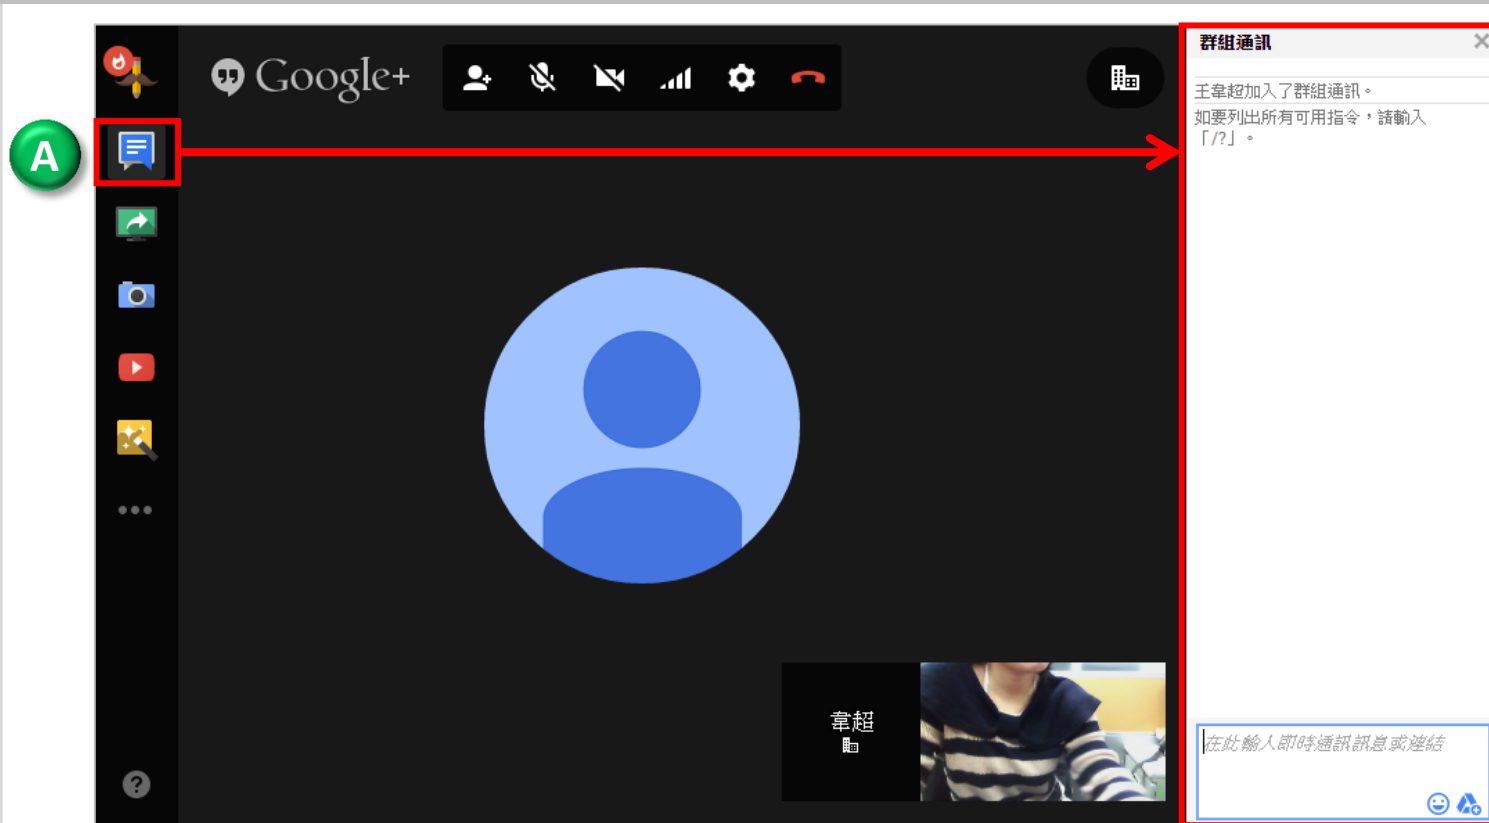 Google+
群組通訊
A
王韋超加入了群組通訊。
如要列出所有可用指令，請輸入
「/?」。
韋超
在此輸入即時通訊訊息或連結